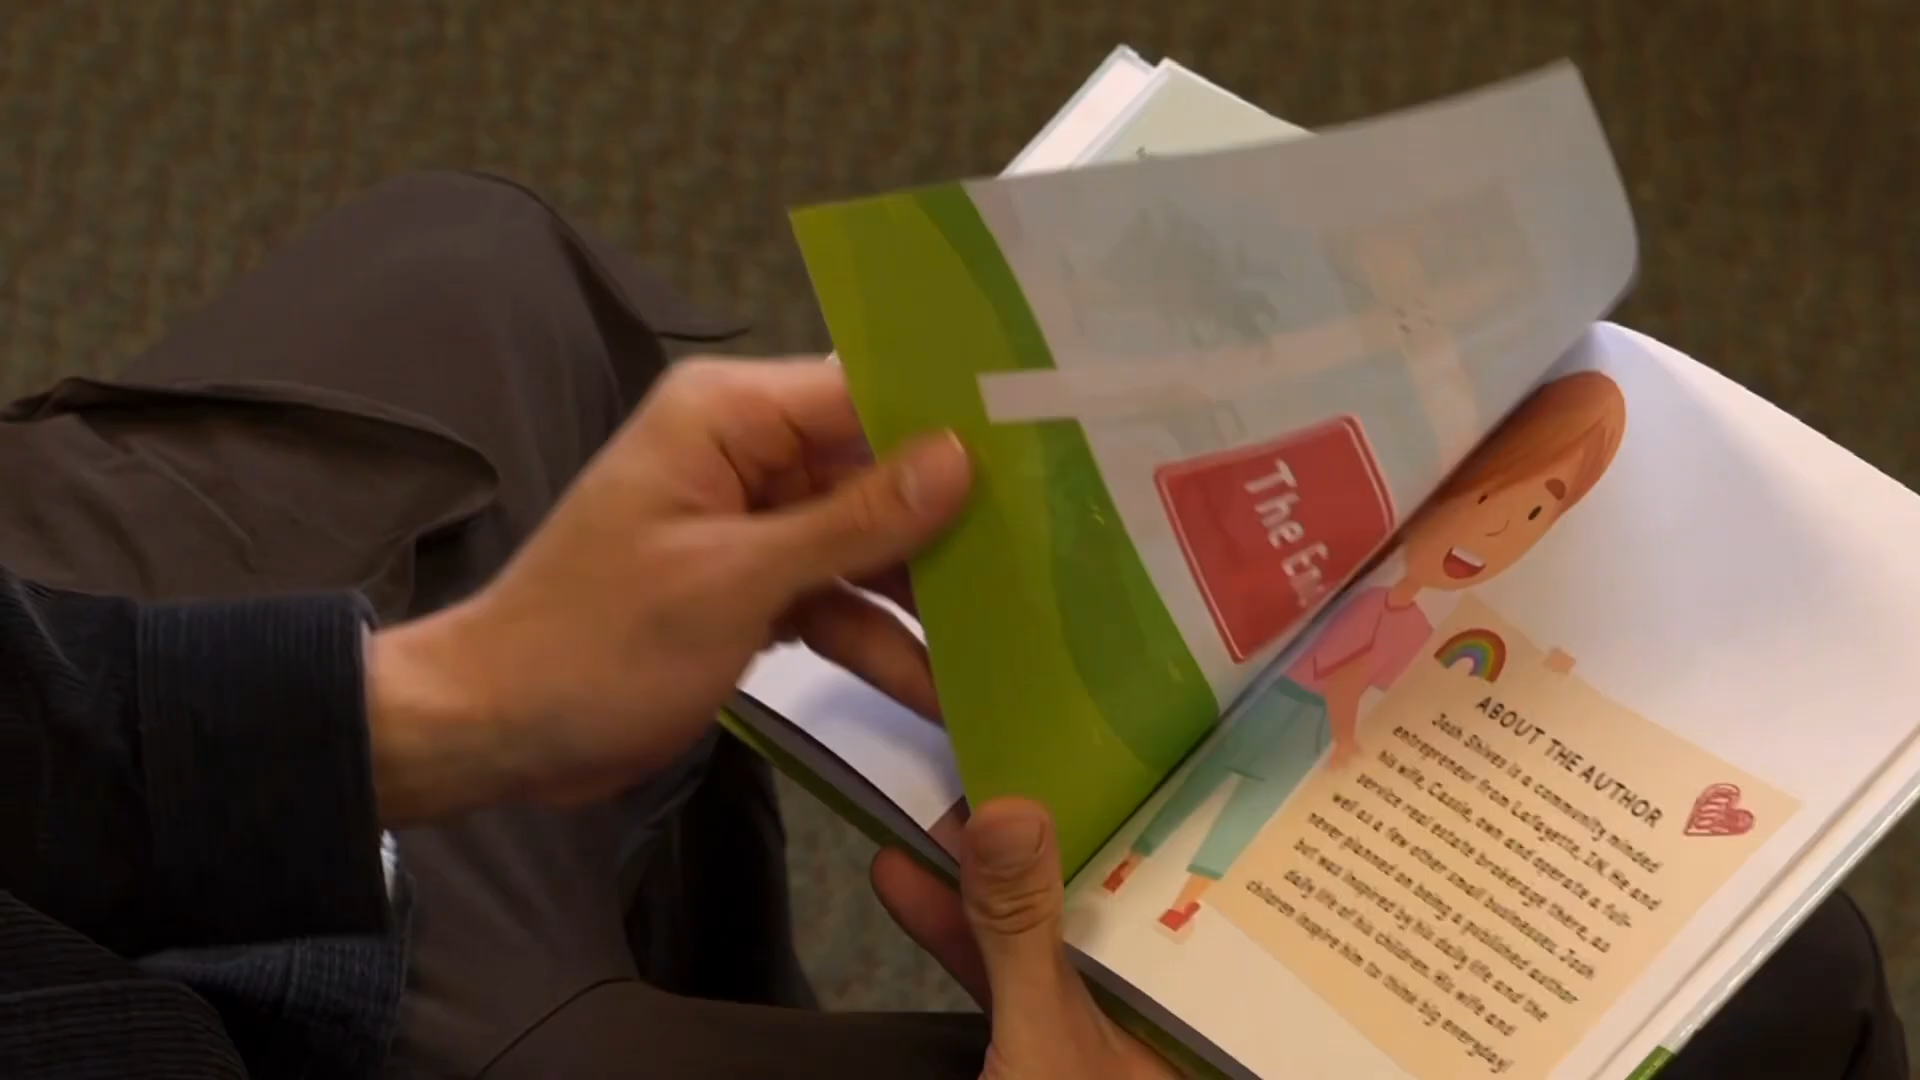 The End
ABOUT THE AUTHOR
Josh Shives is a community minded
entrepreneur from Lafayette, IN. He and
his wife, Cassie, own and operate a full-
service real estate brokerage there, as
well as a few other small businesses. Josh
never planned on being a published author
but was inspired by his daily life and the
daily life of his children. His wife and
children inspire him to think big everyday!